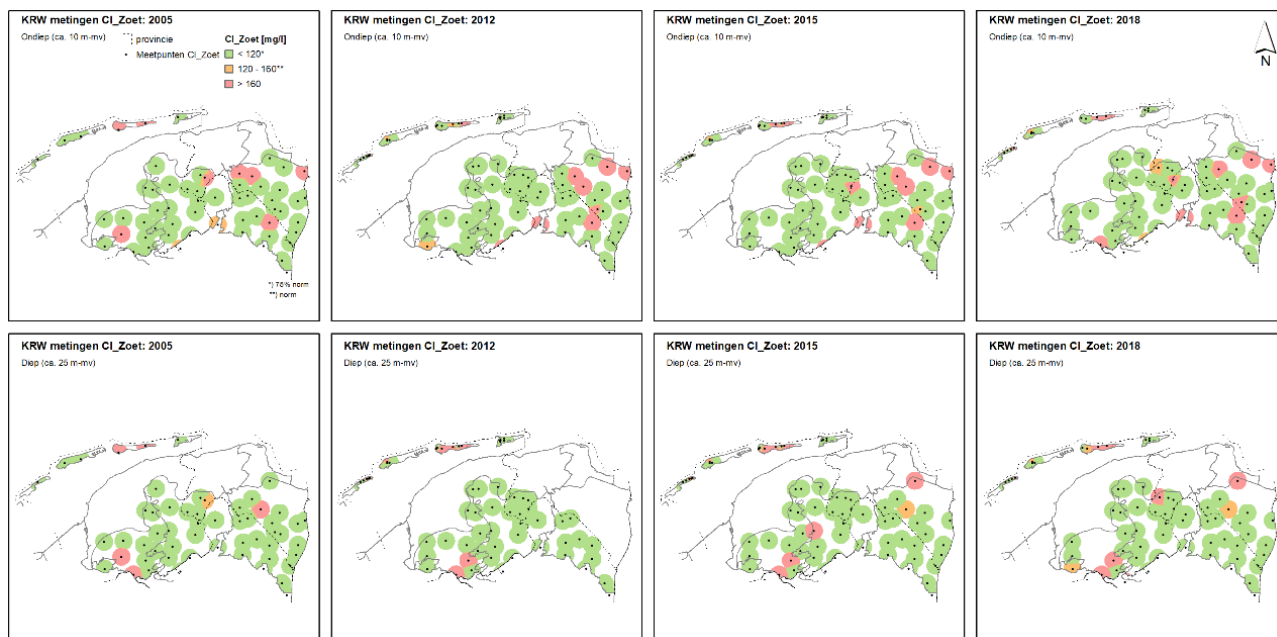 KRW metingen Cl_Zoet: 2005
Ondiep (ca. 10 m-mv)
provincie
Meetpunten Cl_Zoet
Cl_Zoet [mg/l]
< 120*
120 - 160**
> 160
*) 75% norm
**) norm
KRW metingen Cl_Zoet: 2012
Ondiep (ca. 10 m-mv)
KRW metingen Cl_Zoet: 2015
Ondiep (ca. 10 m-mv)
KRW metingen Cl_Zoet: 2018
Ondiep (ca. 10 m-mv)
N
KRW metingen Cl_Zoet: 2005
Diep (ca. 25 m-mv)
KRW metingen Cl_Zoet: 2012
Diep (ca. 25 m-mv)
KRW metingen Cl_Zoet: 2015
Diep (ca. 25 m-mv)
KRW metingen Cl_Zoet: 2018
Diep (ca. 25 m-mv)